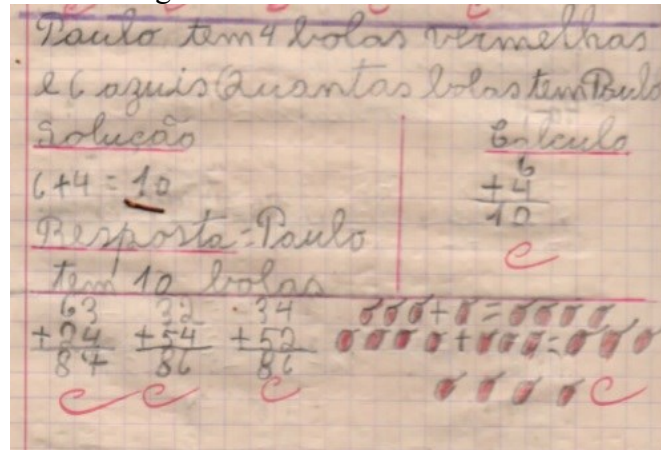 Paulo tem 4 bolas vermelhas
e 6 azuis Quantas bolas tem Paulo
Solução
6+4 = 10
Resposta = Paulo
tem 10 bolas
Cálculo
6
+ 4
10
C
63
+ 24
87
C
32
+ 54
86
C
34
+ 52
86
C
+ =
+ =
C